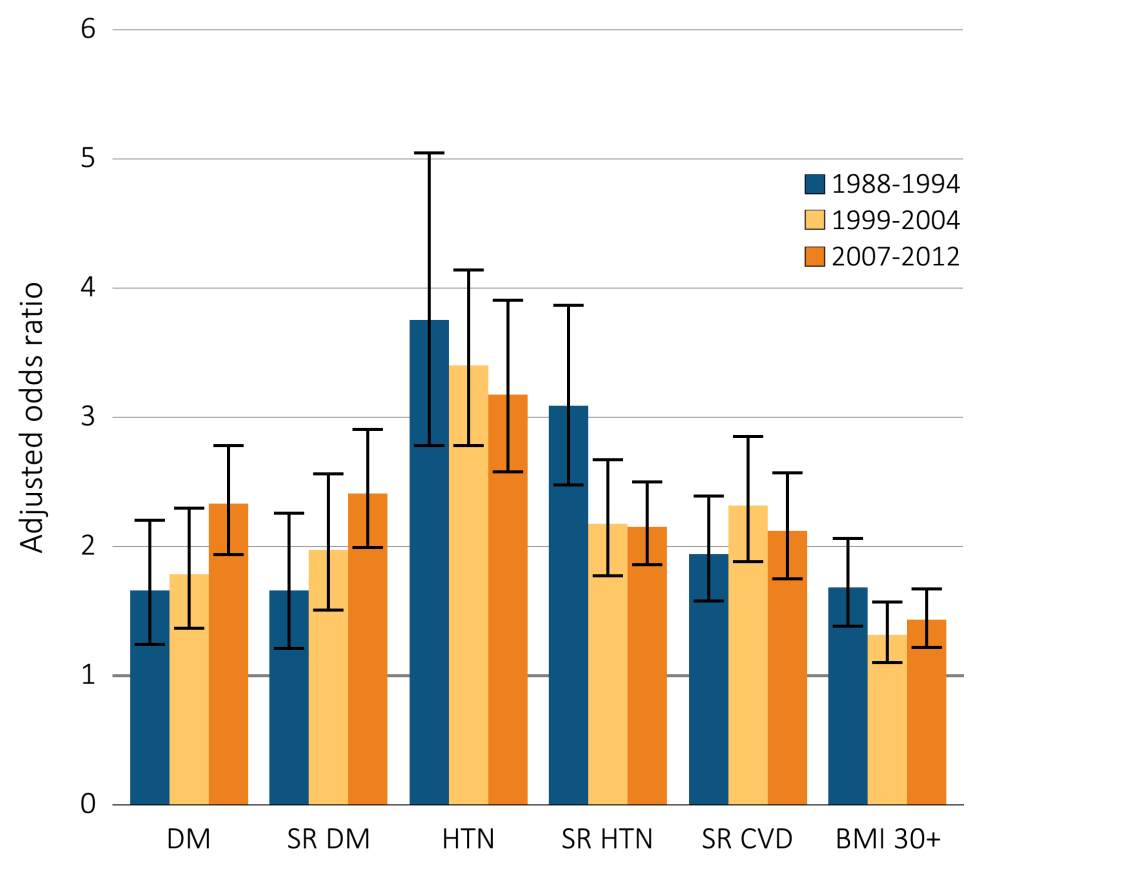 Adjusted odds ratio
6
5
4
3
2
1
0
1988-1994
1999-2004
2007-2012
DM
SR DM
HTN
SR HTN
SR CVD
BMI 30+